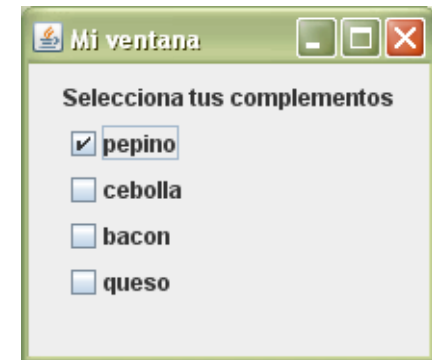 Mi ventana
Selecciona tus complementos
pepino
cebolla
bacon
queso